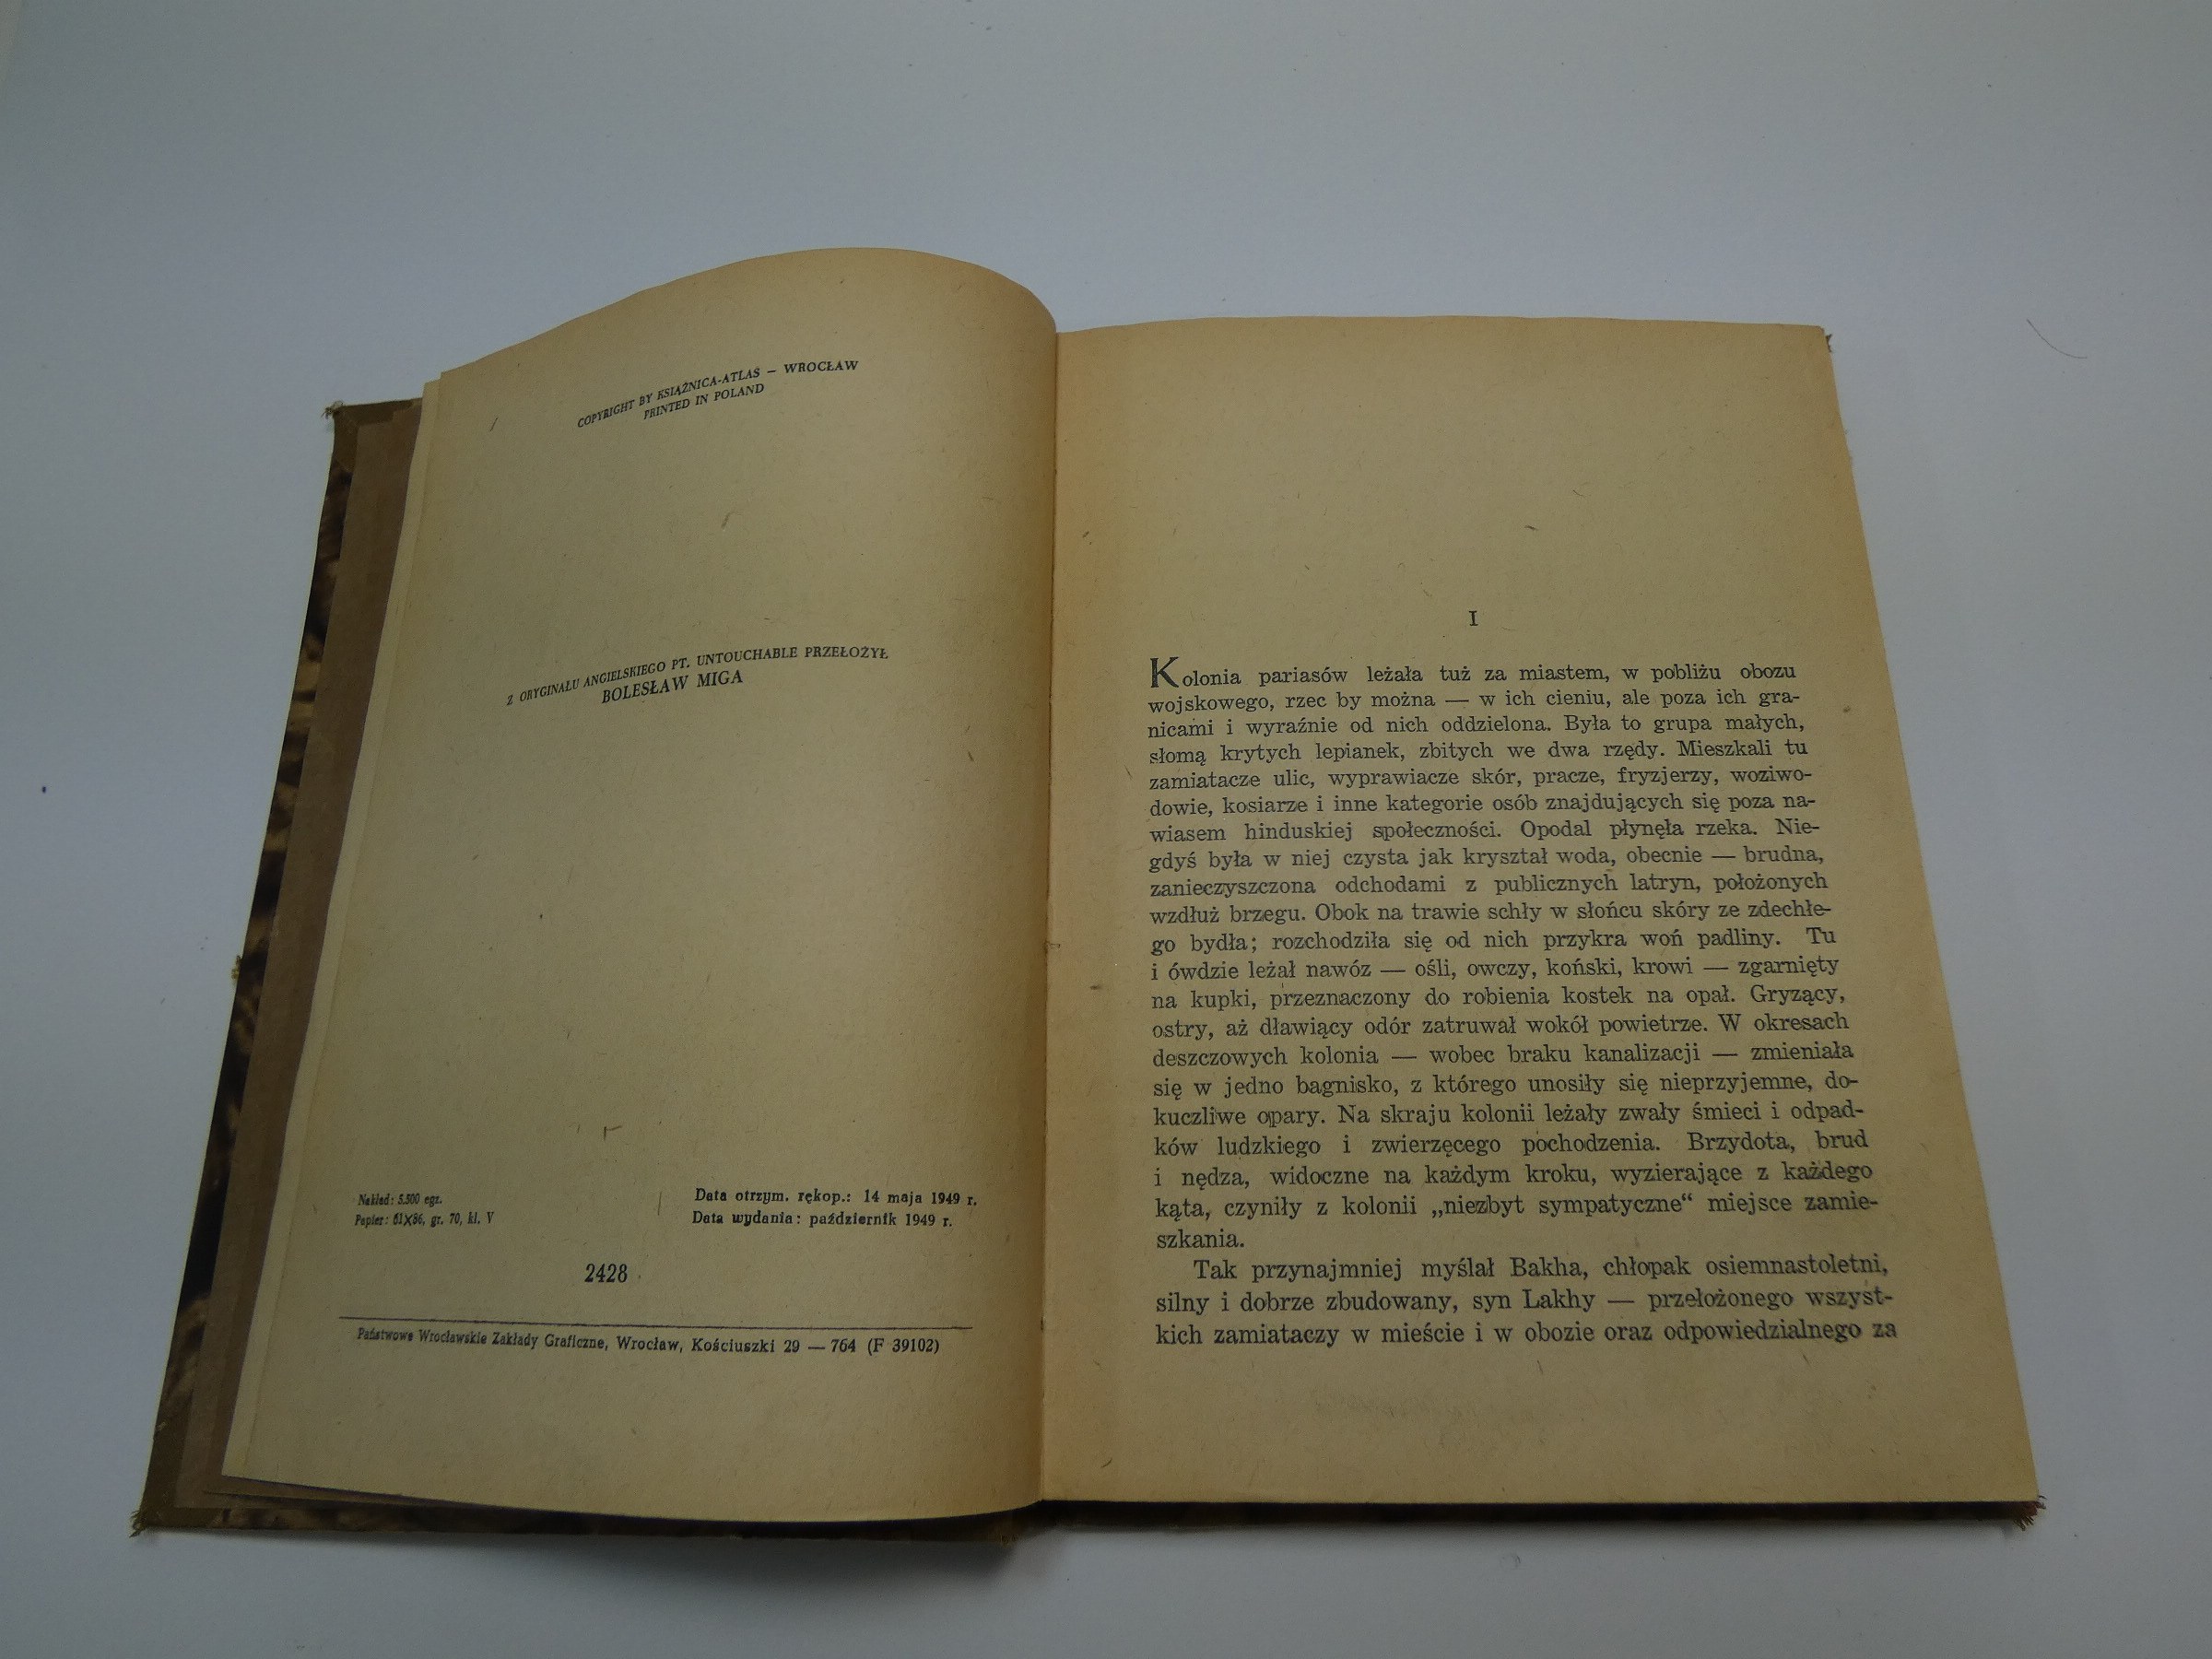 COPYRIGHT BY KSIĄŻNICA-ATLAS — WROCŁAW
PRINTED IN POLAND
Z ORYGINAŁU ANGIELSKIEGO PT. UNTOUCHABLE PRZEŁOŻYŁ
BOLESŁAW MIGA
Nakład: 5.500 egz.
Papier: 61X86, gr. 70, kl. V
Data otrzym. rękop.: 14 maja 1949 r.
Data wydania: październik 1949 r.
2428
Państwowe Wrocławskie Zakłady Graficzne, Wrocław, Kościuszki 29 — 764 (F 39102)
I
Kolonia pariasów leżała tuż za miastem, w pobliżu obozu
wojskowego, rzec by można — w ich cieniu, ale poza ich gra-
nicami i wyraźnie od nich oddzielona. Była to grupa małych,
słomą krytych lepianek, zbitych we dwa rzędy. Mieszkali tu
zamiatacze ulic, wyprawiacze skór, pracze, fryzjerzy, woziwo-
dowie, kosiarze i inne kategorie osób znajdujących się poza na-
wiasem hinduskiej społeczności. Opodal płynęła rzeka. Nie-
gdyś była w niej czysta jak kryształ woda, obecnie — brudna,
zanieczyszczona odchodami z publicznych latryn, położonych
wzdłuż brzegu. Obok na trawie schły w słońcu skóry ze zdechłe-
go bydła; rozchodziła się od nich przykra woń padliny. Tu
i ówdzie leżał nawóz — ośli, owczy, koński, krowi — zgarnięty
na kupki, przeznaczony do robienia kostek na opał. Gryzący,
ostry, aż dławiący odór zatruwał wokół powietrze. W okresach
deszczowych kolonia — wobec braku kanalizacji — zmieniała
się w jedno bagnisko, z którego unosiły się nieprzyjemne, do-
kuczliwe opary. Na skraju kolonii leżały zwały śmieci i odpad-
ków ludzkiego i zwierzęcego pochodzenia. Brzydota, brud
i nędza, widoczne na każdym kroku, wyzierające z każdego
kąta, czyniły z kolonii „niezbyt sympatyczne“ miejsce zamie-
szkania.
Tak przynajmniej myślał Bakha, chłopak osiemnastoletni,
silny i dobrze zbudowany, syn Lakhy — przełożonego wszyst-
kich zamiataczy w mieście i w obozie oraz odpowiedzialnego za